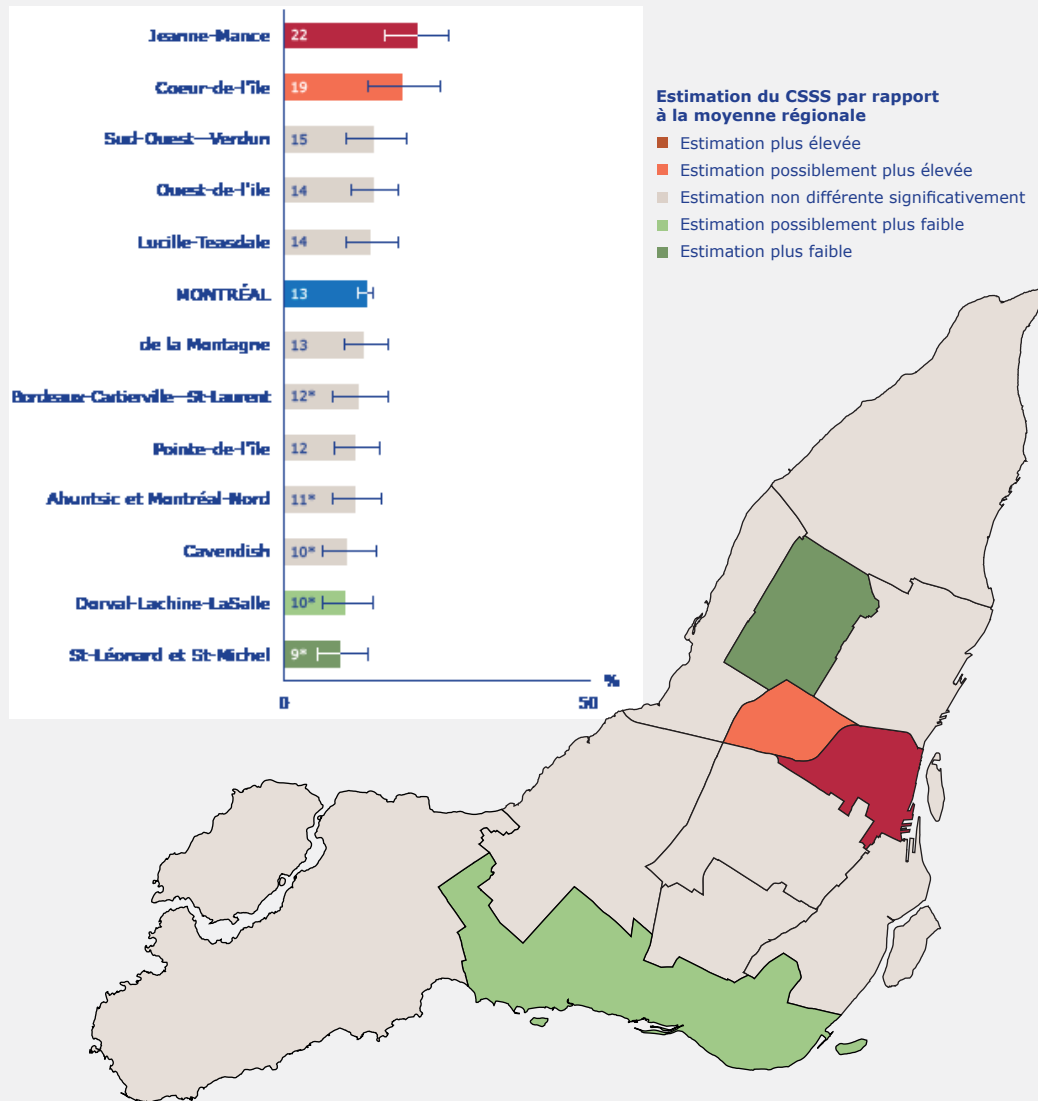 Jeanne-Mance 22
Coeur-de-l'île 19
Sud-Ouest–Verdun 15
Ouest-de-l'île 14
Lucille-Teasdale 14
MONTRÉAL 13
de la Montagne 13
Bordeaux-Cartierville–St-Laurent 12*
Pointe-de-l'île 12
Ahuntsic et Montréal-Nord 11*
Cavendish 10*
Dorval-Lachine-LaSalle 10*
St-Léonard et St-Michel 9*
%
0 50
Estimation du CSSS par rapport
à la moyenne régionale
Estimation plus élevée
Estimation possiblement plus élevée
Estimation non différente significativement
Estimation possiblement plus faible
Estimation plus faible